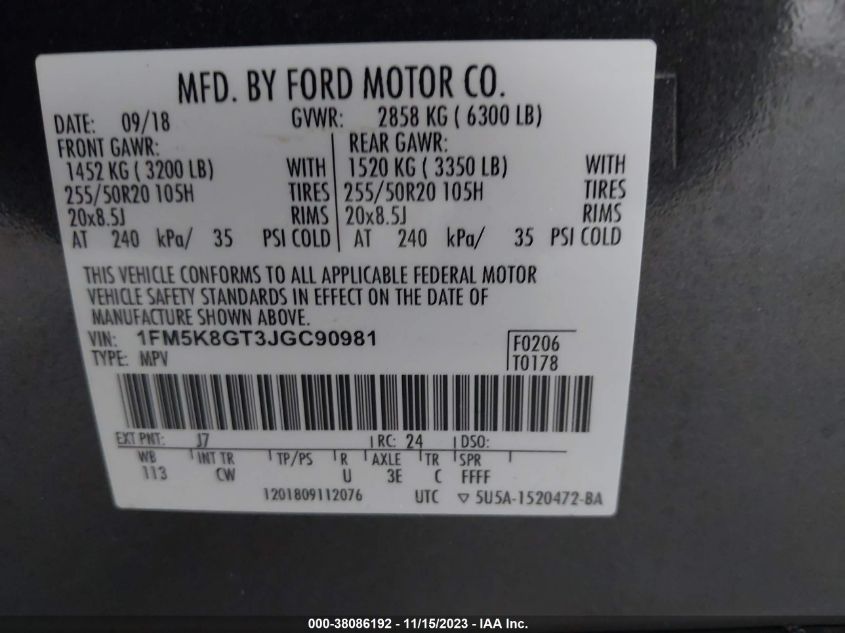 MFD. BY FORD MOTOR CO.
DATE: 09/18 GVWR: 2858 KG ( 6300 LB)
FRONT GAWR: REAR GAWR:
1452 KG ( 3200 LB) WITH 1520 KG ( 3350 LB) WITH
255/50R20 105H TIRES 255/50R20 105H TIRES
20x8.5J RIMS 20x8.5J RIMS
AT 240 kPa/ 35 PSI COLD AT 240 kPa/ 35 PSI COLD
THIS VEHICLE CONFORMS TO ALL APPLICABLE FEDERAL MOTOR
VEHICLE SAFETY STANDARDS IN EFFECT ON THE DATE OF
MANUFACTURE SHOWN ABOVE.
VIN: 1FM5K8GT3JGC90981 F0206
TYPE: MPV T0178
EXT PNT: J7 RC: 24 DSO:
WB INT TR TP/PS R AXLE TR SPR
113 CW U 3E C FFFF
1201809112076 UTC ▽ 5U5A-1520472-BA
000-38086192 - 11/15/2023 - IAA Inc.